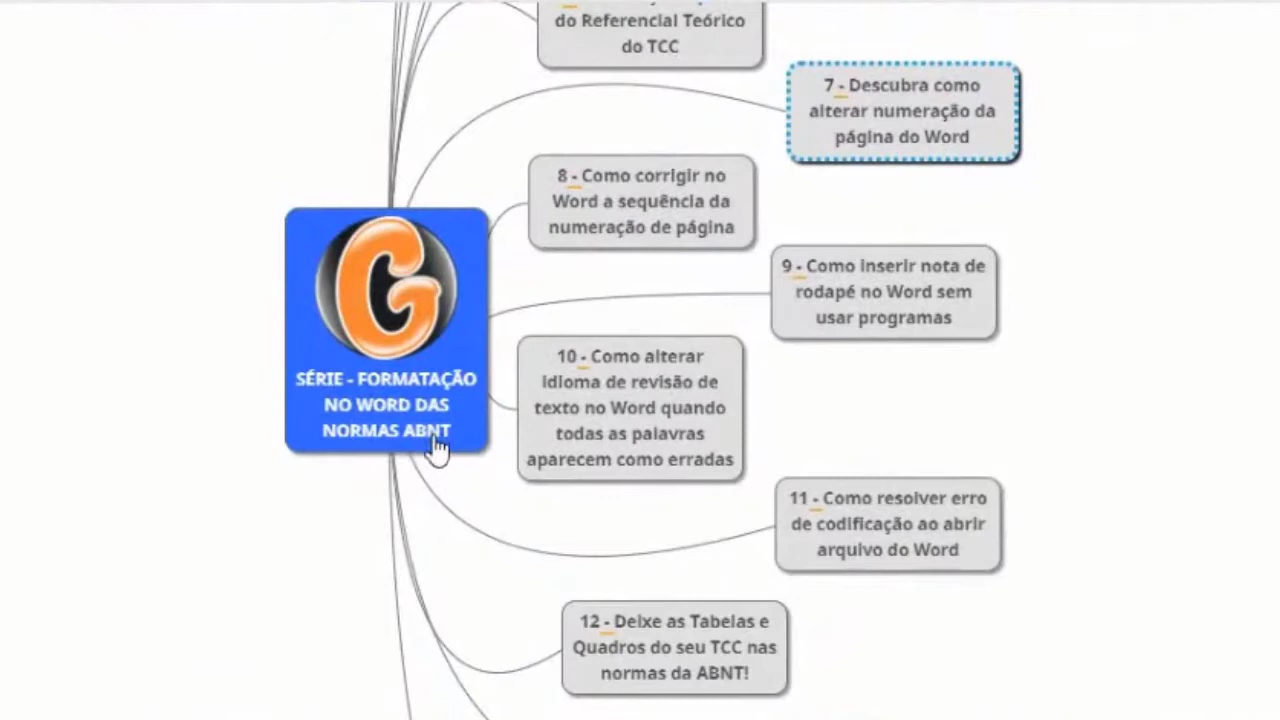 do Referencial Teórico
do TCC
7 - Descubra como
alterar numeração da
página do Word
8 - Como corrigir no
Word a sequência da
numeração de página
G
SÉRIE - FORMATAÇÃO
NO WORD DAS
NORMAS ABNT
9 - Como inserir nota de
rodapé no Word sem
usar programas
10 - Como alterar
idioma de revisão de
texto no Word quando
todas as palavras
aparecem como erradas
11 - Como resolver erro
de codificação ao abrir
arquivo do Word
12 - Deixe as Tabelas e
Quadros do seu TCC nas
normas da ABNT!